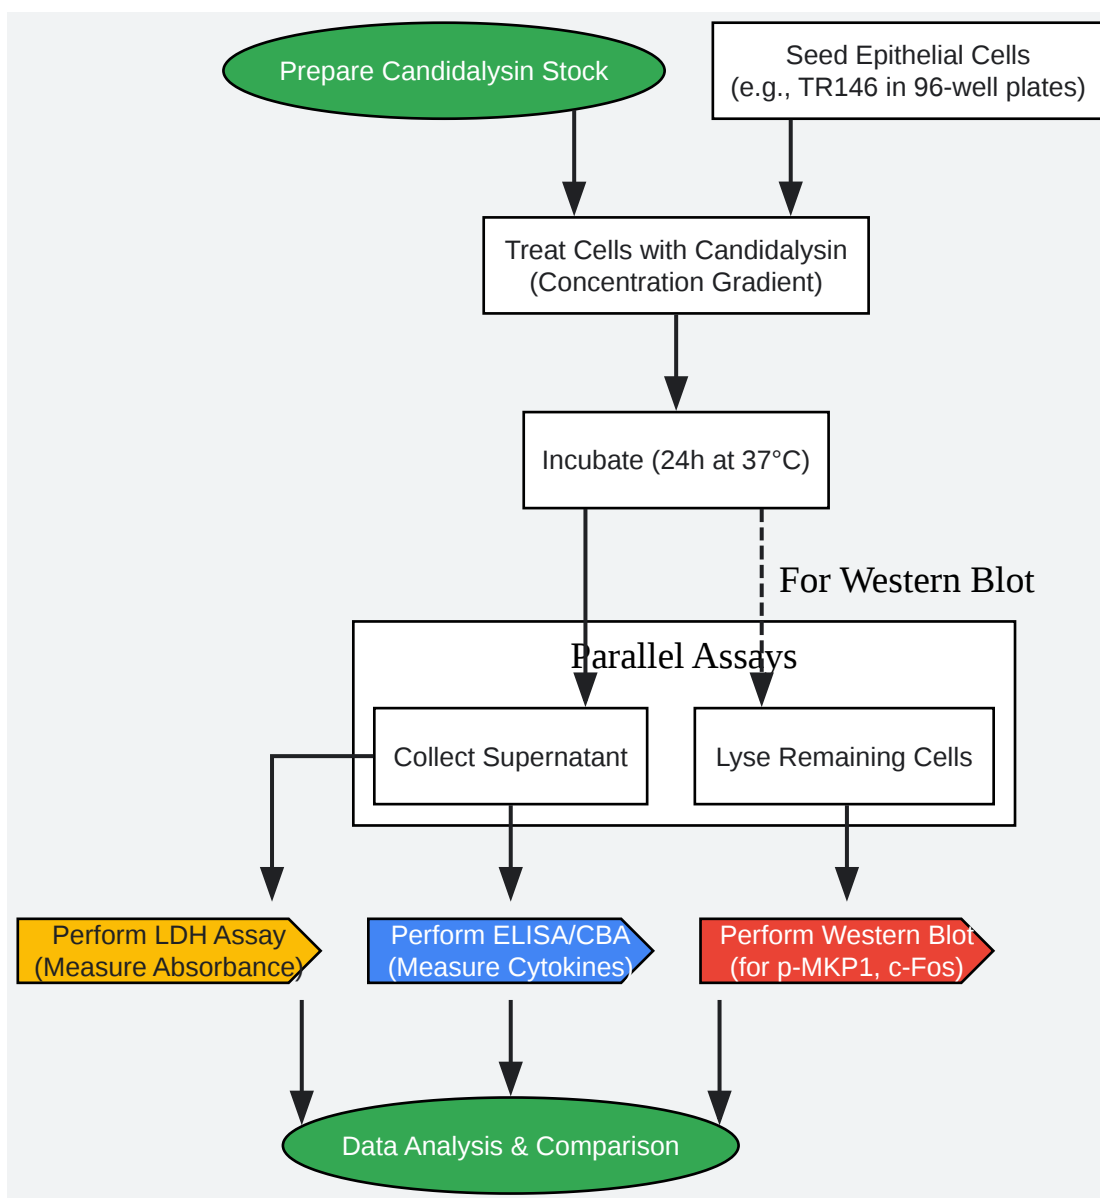 Prepare Candidalysin Stock
Seed Epithelial Cells
(e.g., TR146 in 96-well plates)
Treat Cells with Candidalysin
(Concentration Gradient)
Incubate (24h at 37°C)
For Western Blot
Parallel Assays
Collect Supernatant
Lyse Remaining Cells
Perform LDH Assay
(Measure Absorbance)
Perform ELISA/CBA
(Measure Cytokines)
Perform Western Blot
(for p-MKP1, c-Fos)
Data Analysis & Comparison